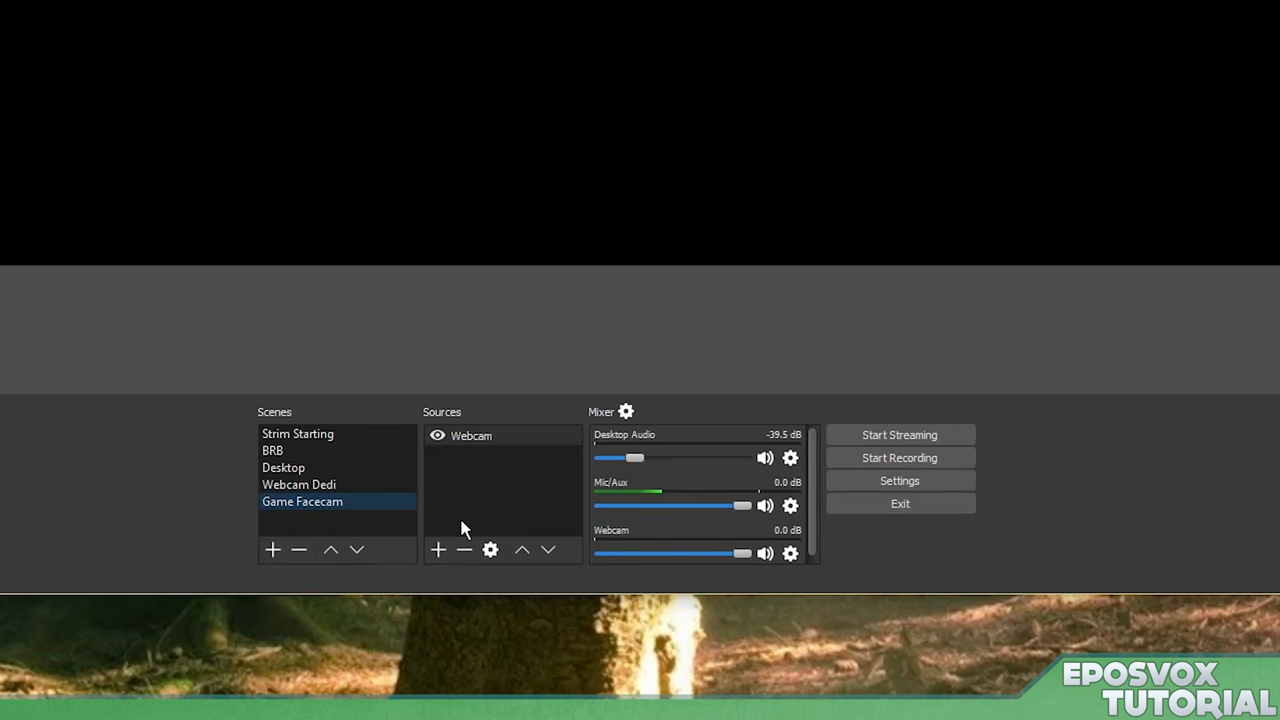 Scenes
Strim Starting
BRB
Desktop
Webcam Dedi
Game Facecam
Sources
Webcam
Mixer
Desktop Audio -39.5 dB
Mic/Aux 0.0 dB
Webcam 0.0 dB
Start Streaming
Start Recording
Settings
Exit
EPOSVOX
TUTORIAL